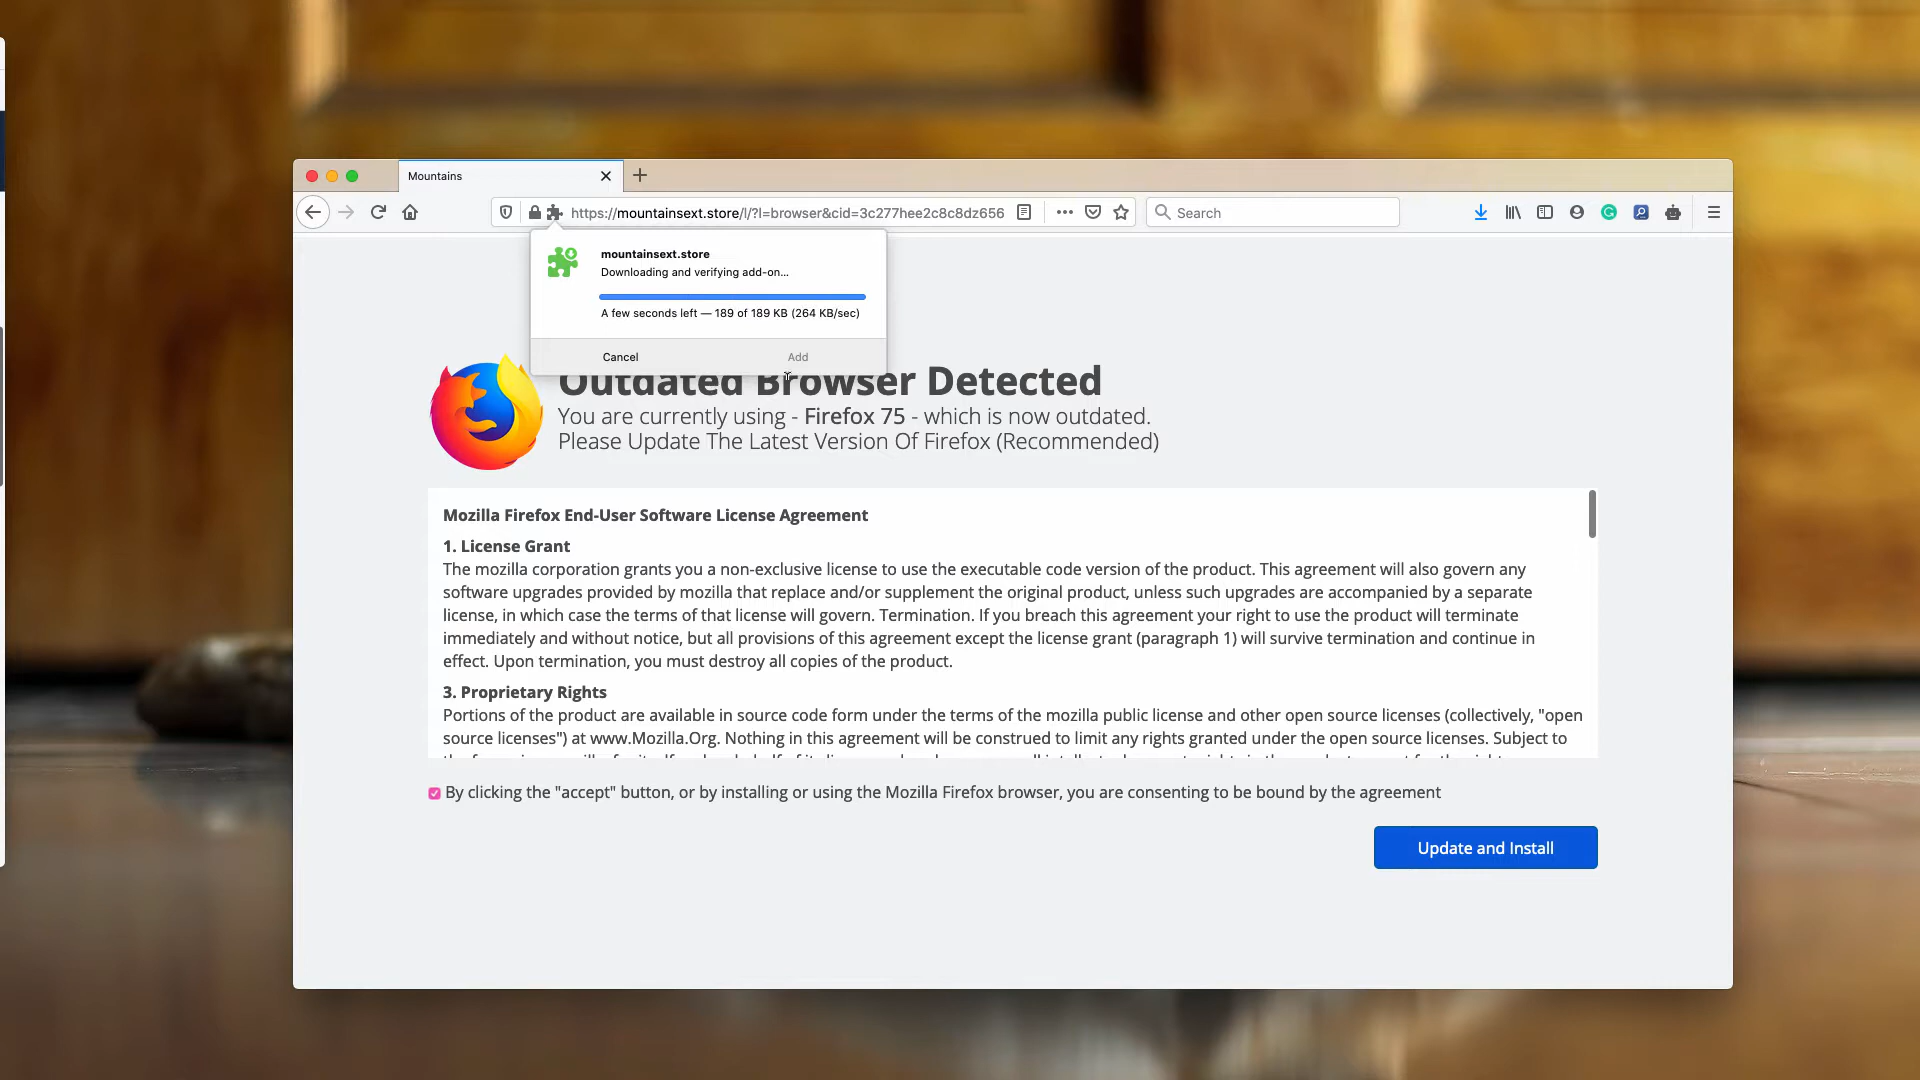 Mountains
https://mountainsext.store/l/?l=browser&cid=3c277hee2c8c8dz656
Search
mountainsext.store
Downloading and verifying add-on...
A few seconds left — 189 of 189 KB (264 KB/sec)
Cancel
Add
Outdated Browser Detected
You are currently using - Firefox 75 - which is now outdated.
Please Update The Latest Version Of Firefox (Recommended)
Mozilla Firefox End-User Software License Agreement
1. License Grant
The mozilla corporation grants you a non-exclusive license to use the executable code version of the product. This agreement will also govern any
software upgrades provided by mozilla that replace and/or supplement the original product, unless such upgrades are accompanied by a separate
license, in which case the terms of that license will govern. Termination. If you breach this agreement your right to use the product will terminate
immediately and without notice, but all provisions of this agreement except the license grant (paragraph 1) will survive termination and continue in
effect. Upon termination, you must destroy all copies of the product.
3. Proprietary Rights
Portions of the product are available in source code form under the terms of the mozilla public license and other open source licenses (collectively, "open
source licenses") at www.Mozilla.Org. Nothing in this agreement will be construed to limit any rights granted under the open source licenses. Subject to
By clicking the "accept" button, or by installing or using the Mozilla Firefox browser, you are consenting to be bound by the agreement
Update and Install